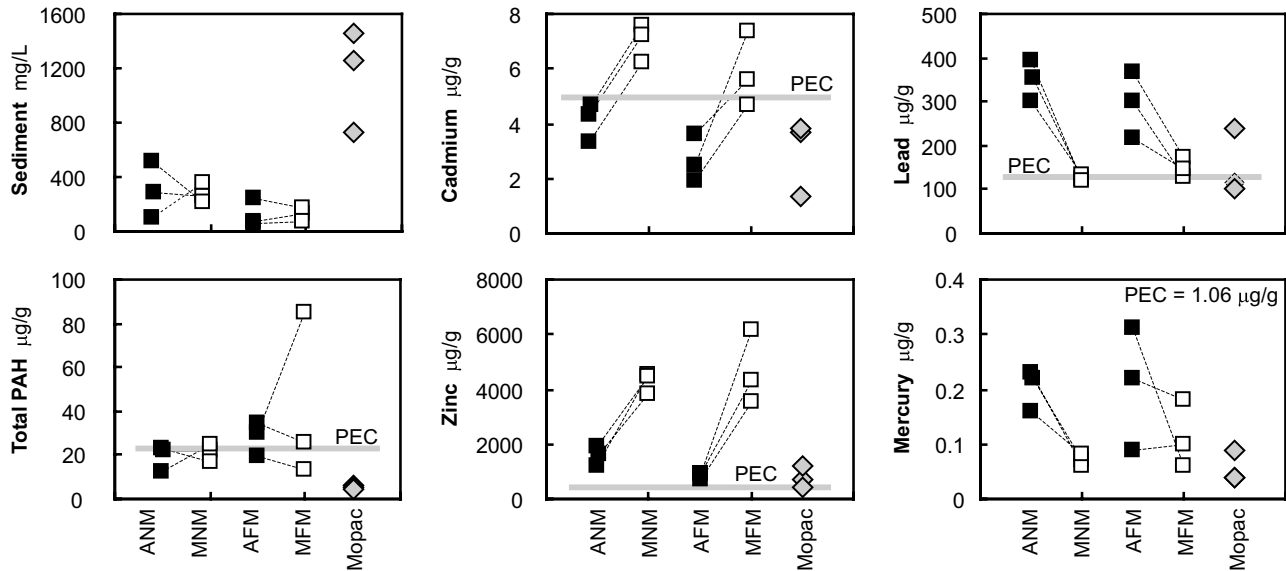 Sediment mg/L
1600
1200
800
400
0
Cadmium µg/g
8
6
4
2
0
PEC
Lead µg/g
500
400
300
200
100
0
PEC
Total PAH µg/g
100
80
60
40
20
0
PEC
ANM
MNM
AFM
MFM
Mopac
Zinc µg/g
8000
6000
4000
2000
0
PEC
ANM
MNM
AFM
MFM
Mopac
Mercury µg/g
0.4
0.3
0.2
0.1
0
PEC = 1.06 µg/g
ANM
MNM
AFM
MFM
Mopac